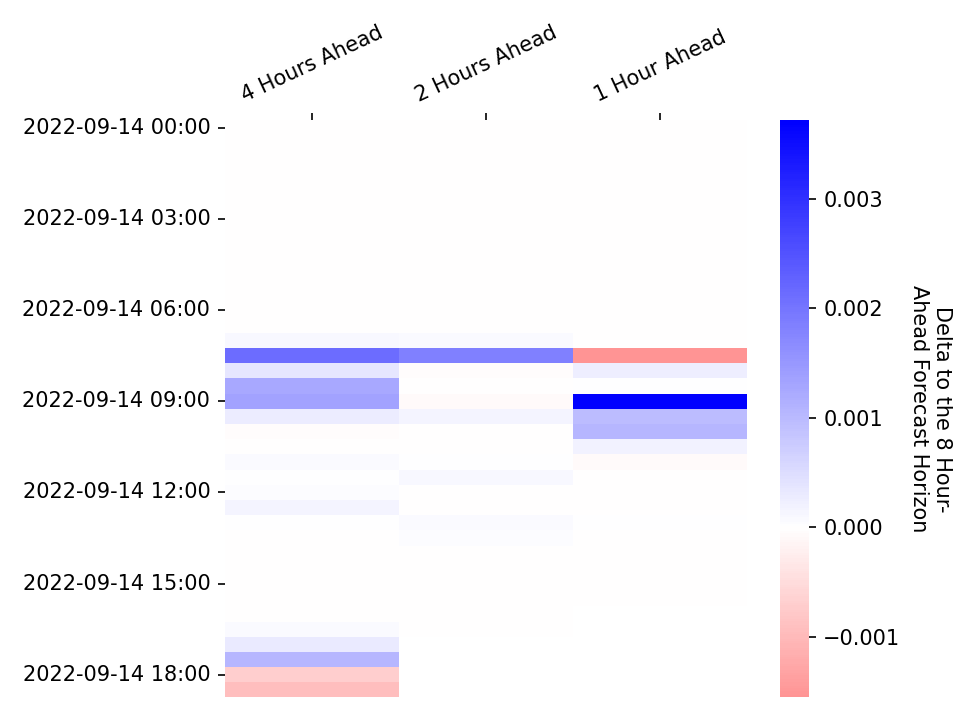 4 Hours Ahead
2 Hours Ahead
1 Hour Ahead
2022-09-14 00:00
2022-09-14 03:00
2022-09-14 06:00
2022-09-14 09:00
2022-09-14 12:00
2022-09-14 15:00
2022-09-14 18:00
0.003
0.002
0.001
0.000
−0.001
Delta to the 8 Hour-
Ahead Forecast Horizon